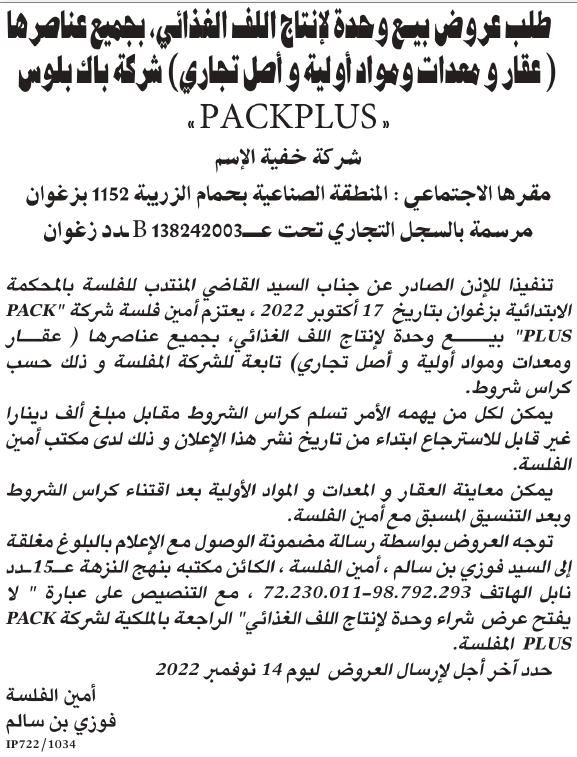 طلب عروض بيع وحدة لإنتاج اللف الغذائي، بجميع عناصرها
( عقار و معدات ومواد أولية و أصل تجاري) شركة باك بلوس
« PACKPLUS »
شركة خفية الإسم
مقرها الاجتماعي : المنطقة الصناعية بحمام الزريبة 1152 بزغوان
مرسمة بالسجل التجاري تحت عـــ138242003 Bـدد زغوان
تنفيذا للإذن الصادر عن جناب السيد القاضي المنتدب للفلسة بالمحكمة
الابتدائية بزغوان بتاريخ 17 أكتوبر 2022 ، يعتزم أمين فلسة شركة "PACK
PLUS" بيـــــع وحدة لإنتاج اللف الغذائي، بجميع عناصرها ( عقـــار
ومعدات ومواد أولية و أصل تجاري) تابعة للشركة المفلسة و ذلك حسب
كراس شروط.
يمكن لكل من يهمه الأمر تسلم كراس الشروط مقابل مبلغ ألف دينارا
غير قابل للاسترجاع ابتداء من تاريخ نشر هذا الإعلان و ذلك لدى مكتب أمين
الفلسة.
يمكن معاينة العقار و المعدات و المواد الأولية بعد اقتناء كراس الشروط
وبعد التنسيق المسبق مع أمين الفلسة.
توجه العروض بواسطة رسالة مضمونة الوصول مع الإعلام بالبلوغ مغلقة
إلى السيد فوزي بن سالم ، أمين الفلسة ، الكائن مكتبه بنهج النزهة عـ15ـدد
نابل الهاتف 98.792.293–72.230.011 ، مع التنصيص على عبارة " لا
يفتح عرض شراء وحدة لإنتاج اللف الغذائي" الراجعة بالملكية لشركة PACK
PLUS المفلسة.
حدد آخر أجل لإرسال العروض ليوم 14 نوفمبر 2022
أمين الفلسة
فوزي بن سالم
IP722/1034